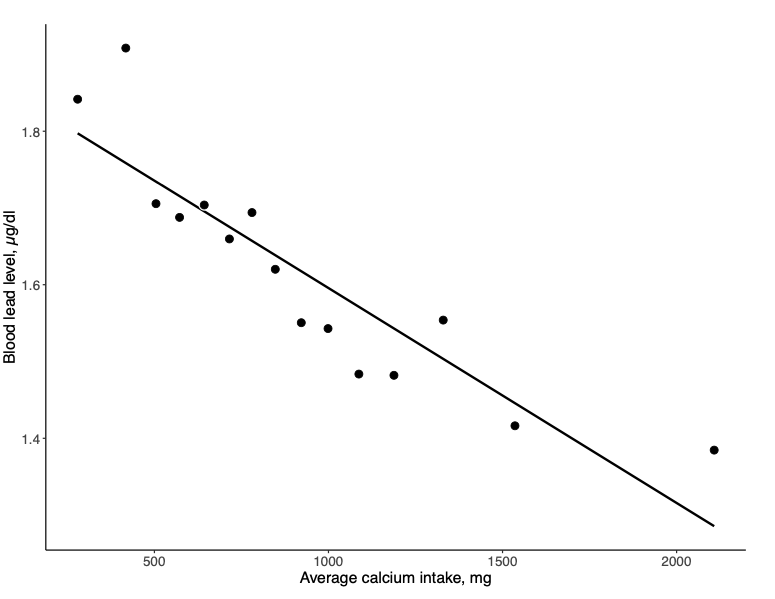 1.8
1.6
1.4
Blood lead level, µg/dl
500 1000 1500 2000
Average calcium intake, mg